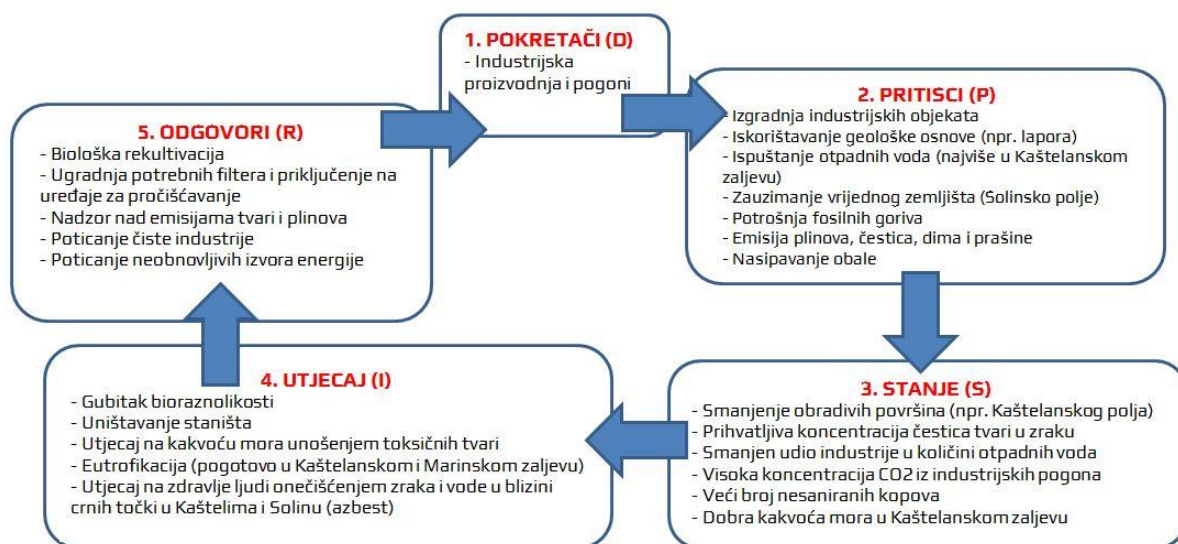 1. POKRETAČI (D)
- Industrijska
proizvodnja i pogoni
2. PRITISCI (P)
- Izgradnja industrijskih objekata
- Iskorištavanje geološke osnove (npr. lapora)
- Ispuštanje otpadnih voda (najviše u Kaštelanskom
zaljevu)
- Zauzimanje vrijednog zemljišta (Solinsko polje)
- Potrošnja fosilnih goriva
- Emisija plinova, čestica, dima i prašine
- Nasipavanje obale
3. STANJE (S)
- Smanjenje obradivih površina (npr. Kaštelanskog polja)
- Prihvatljiva koncentracija čestica tvari u zraku
- Smanjen udio industrije u količini otpadnih voda
- Visoka koncentracija CO2 iz industrijskih pogona
- Veći broj nesaniranih kopova
- Dobra kakvoća mora u Kaštelanskom zaljevu
4. UTJECAJ (I)
- Gubitak bioraznolikosti
- Uništavanje staništa
- Utjecaj na kakvoću mora unošenjem toksičnih tvari
- Eutrofikacija (pogotovo u Kaštelanskom i Marinskom zaljevu)
- Utjecaj na zdravlje ljudi onečišćenjem zraka i vode u blizini
crnih točki u Kaštelima i Solinu (azbest)
5. ODGOVORI (R)
- Biološka rekultivacija
- Ugradnja potrebnih filtera i priključenje na
uređaje za pročišćavanje
- Nadzor nad emisijama tvari i plinova
- Poticanje čiste industrije
- Poticanje neobnovljivih izvora energije